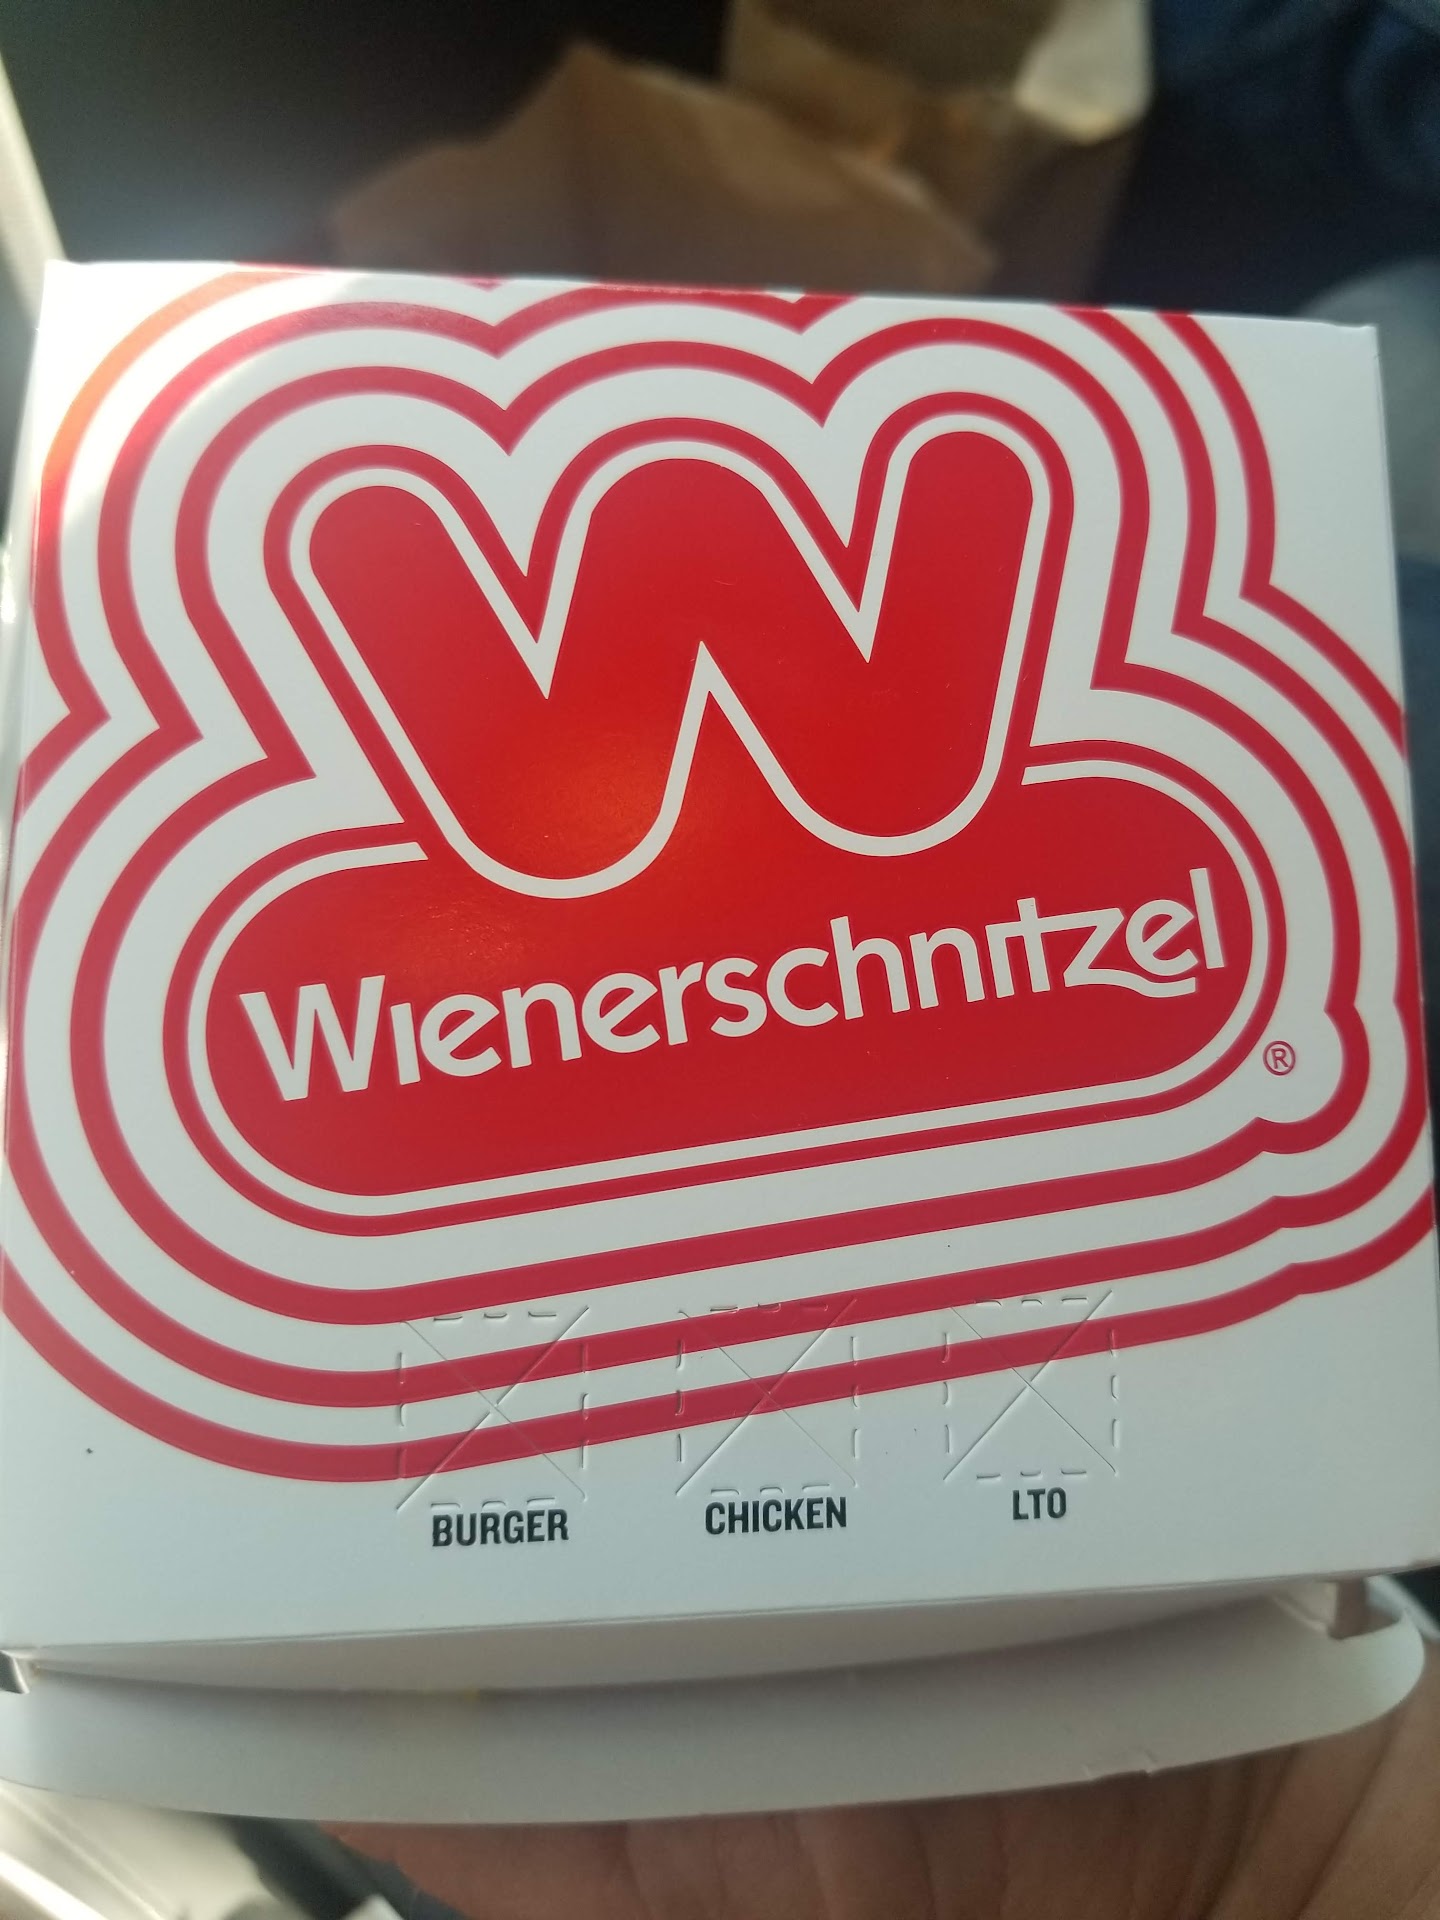 W
Wienerschnitzel
®
BURGER CHICKEN LTO